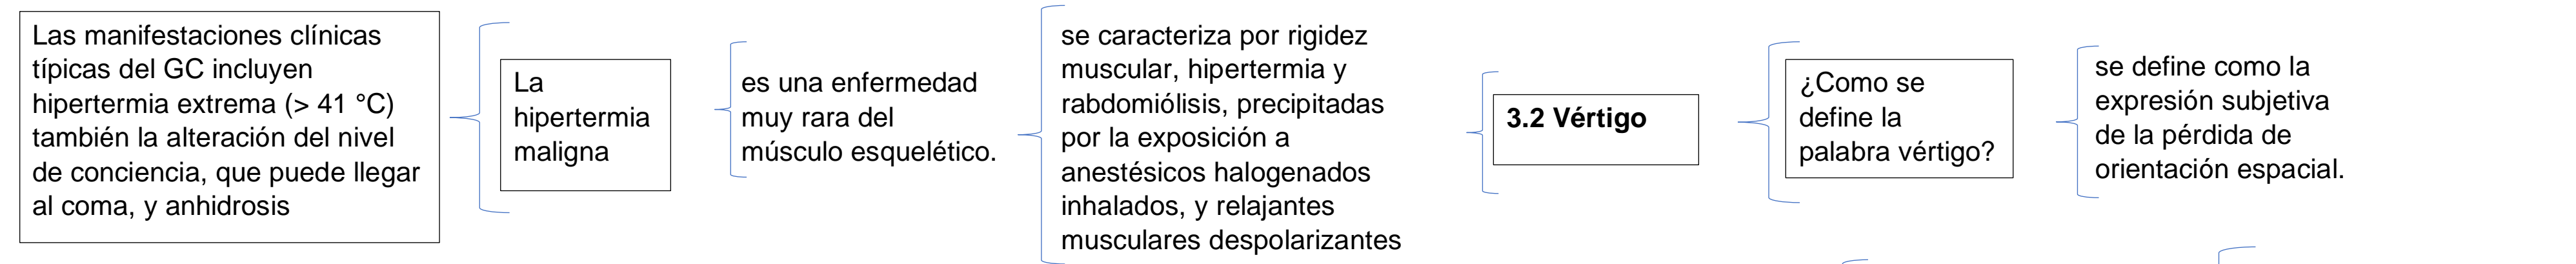 Las manifestaciones clínicas
típicas del GC incluyen
hipertermia extrema (> 41 °C)
también la alteración del nivel
de conciencia, que puede llegar
al coma, y anhidrosis
La
hipertermia
maligna
es una enfermedad
muy rara del
músculo esquelético.
se caracteriza por rigidez
muscular, hipertermia y
rabdomiólisis, precipitadas
por la exposición a
anestésicos halogenados
inhalados, y relajantes
musculares despolarizantes
3.2 Vértigo
¿Como se
define la
palabra vértigo?
se define como la
expresión subjetiva
de la pérdida de
orientación espacial.